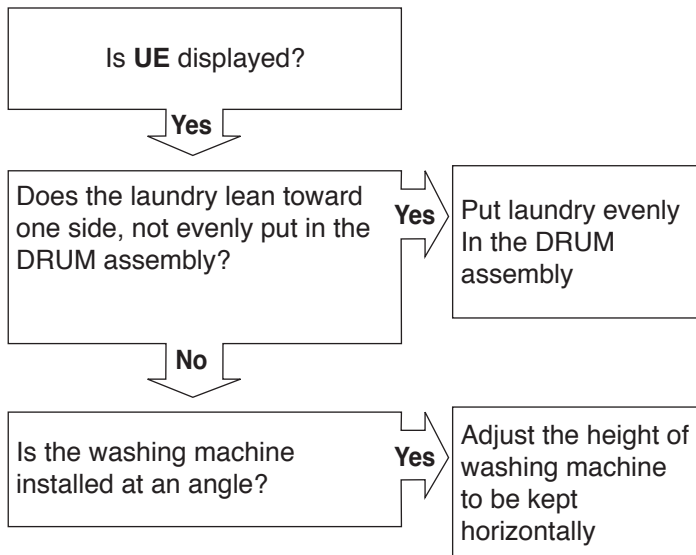 Is UE displayed?
Yes
Does the laundry lean toward
one side, not evenly put in the
DRUM assembly?
Yes
Put laundry evenly
In the DRUM
assembly
No
Is the washing machine
installed at an angle?
Yes
Adjust the height of
washing machine
to be kept
horizontally